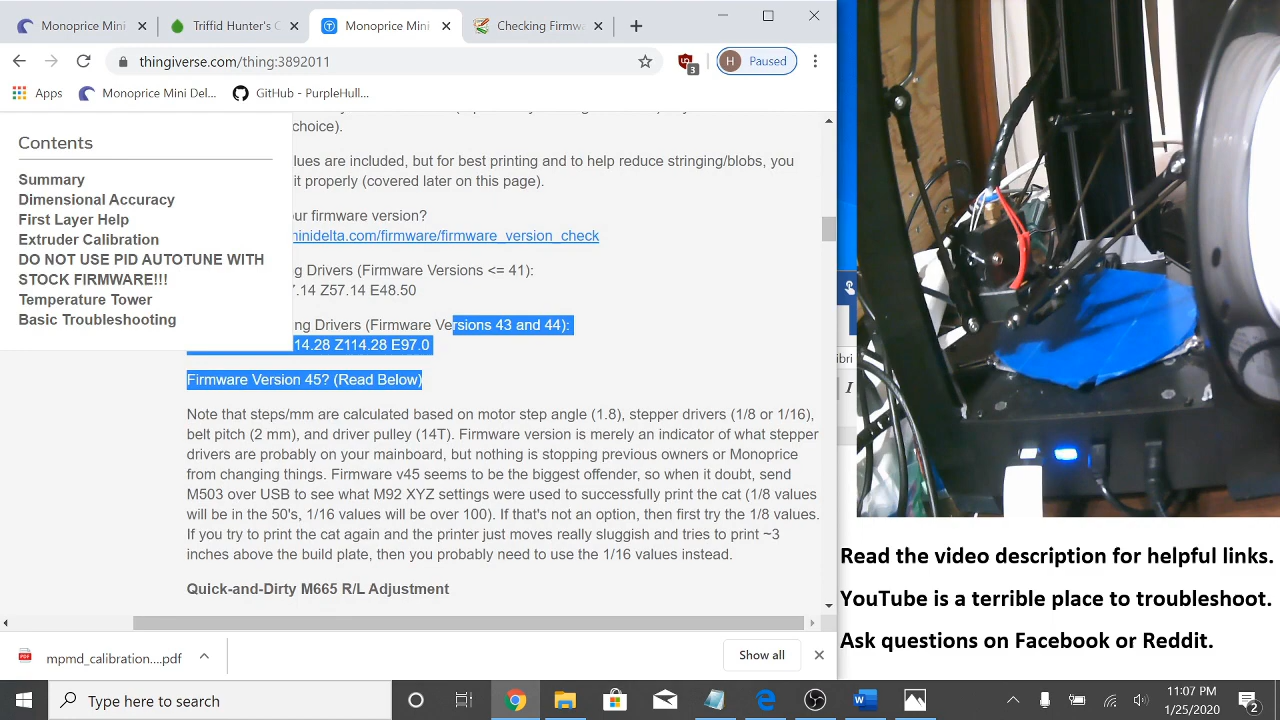 Monoprice Mini
Triffid Hunter's C
Monoprice Mini
Checking Firmwa
thingiverse.com/thing:3892011
3
H Paused
Apps
Monoprice Mini Del...
GitHub - PurpleHull...
Contents
Summary
Dimensional Accuracy
First Layer Help
Extruder Calibration
DO NOT USE PID AUTOTUNE WITH
STOCK FIRMWARE!!!
Temperature Tower
Basic Troubleshooting
choice).
lues are included, but for best printing and to help reduce stringing/blobs, you
it properly (covered later on this page).
ur firmware version?
minidelta.com/firmware/firmware_version_check
g Drivers (Firmware Versions <= 41):
.14 Z57.14 E48.50
ng Drivers (Firmware Versions 43 and 44):
14.28 Z114.28 E97.0
Firmware Version 45? (Read Below)
Note that steps/mm are calculated based on motor step angle (1.8), stepper drivers (1/8 or 1/16),
belt pitch (2 mm), and driver pulley (14T). Firmware version is merely an indicator of what stepper
drivers are probably on your mainboard, but nothing is stopping previous owners or Monoprice
from changing things. Firmware v45 seems to be the biggest offender, so when it doubt, send
M503 over USB to see what M92 XYZ settings were used to successfully print the cat (1/8 values
will be in the 50's, 1/16 values will be over 100). If that's not an option, then first try the 1/8 values.
If you try to print the cat again and the printer just moves really sluggish and tries to print ~3
inches above the build plate, then you probably need to use the 1/16 values instead.
Quick-and-Dirty M665 R/L Adjustment
ibri
I
Read the video description for helpful links.
YouTube is a terrible place to troubleshoot.
Ask questions on Facebook or Reddit.
mpmd_calibration....pdf
Show all
Type here to search
11:07 PM
1/25/2020
2